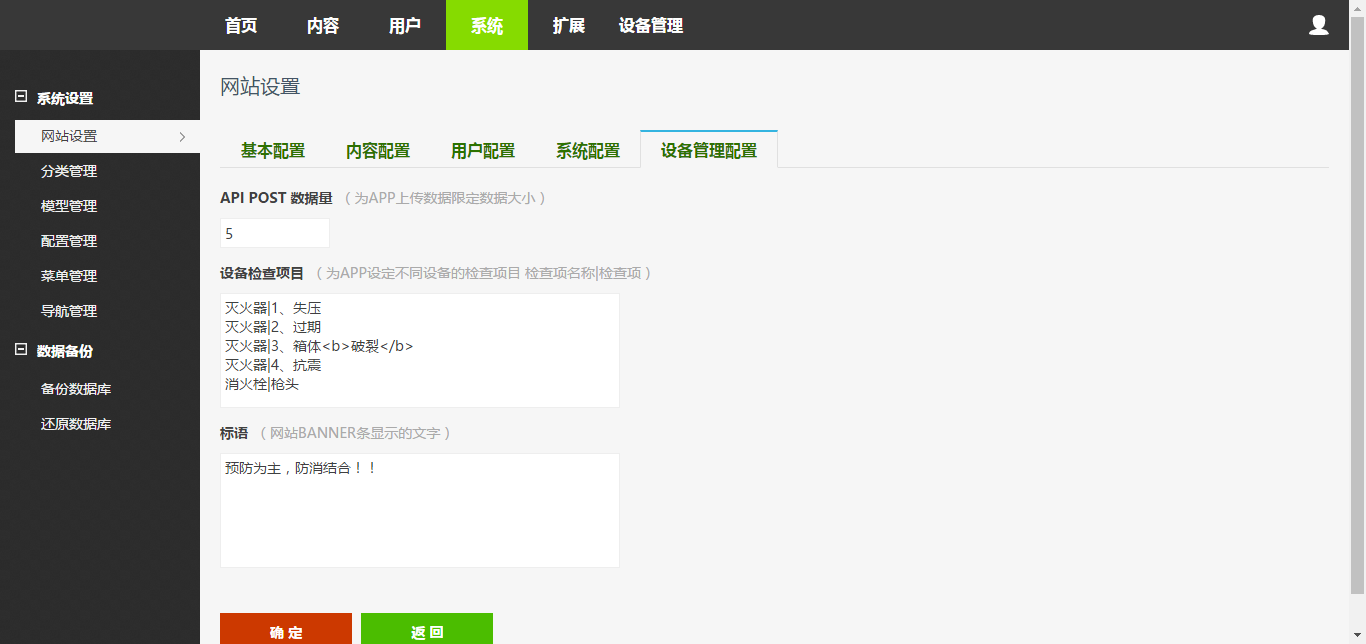 首页 内容 用户 系统 扩展 设备管理
系统设置
网站设置
分类管理
模型管理
配置管理
菜单管理
导航管理
数据备份
备份数据库
还原数据库
网站设置
基本配置 内容配置 用户配置 系统配置 设备管理配置
API POST 数据量 （为APP上传数据限定数据大小）
5
设备检查项目 （为APP设定不同设备的检查项目 检查项名称|检查项）
灭火器|1、失压
灭火器|2、过期
灭火器|3、箱体<b>破裂</b>
灭火器|4、抗震
消火栓|枪头
标语 （网站BANNER条显示的文字）
预防为主，防消结合！！
确 定 返 回